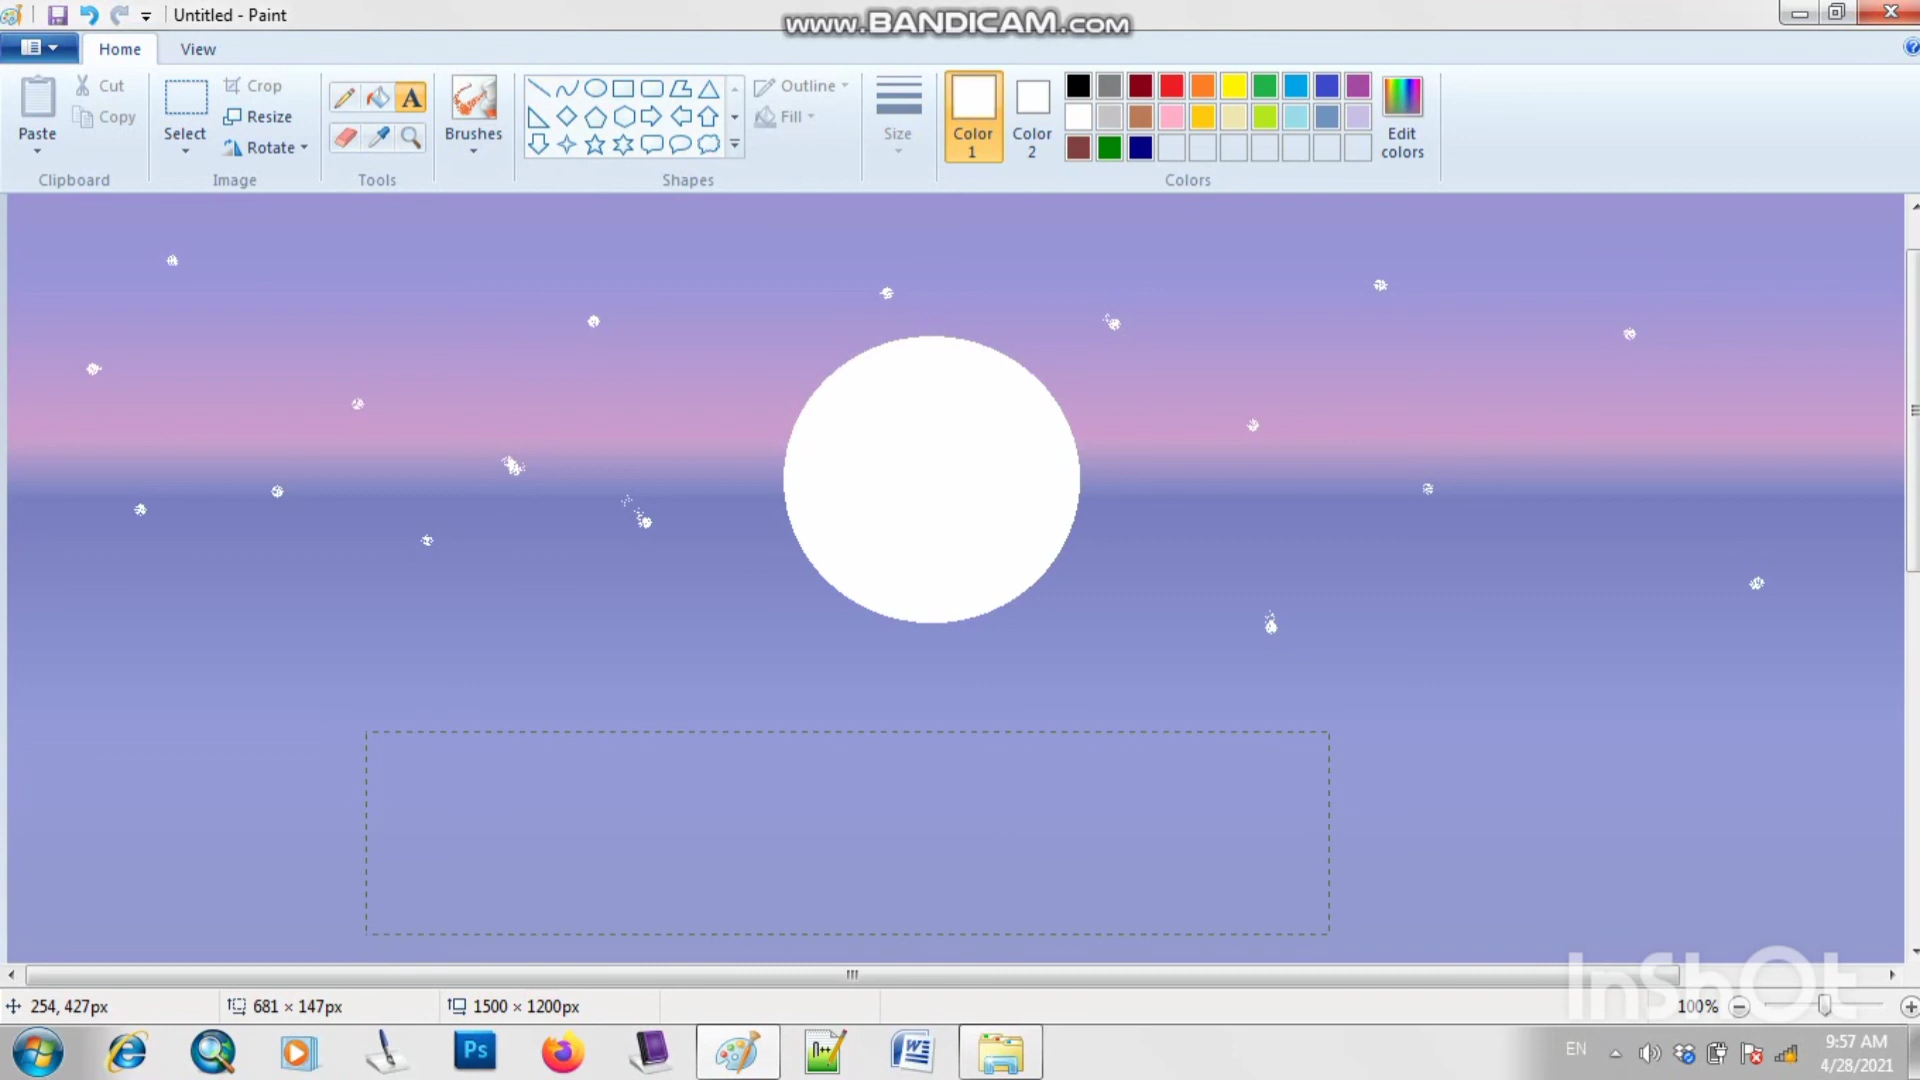 Untitled - Paint
www.BANDICAM.com
Home
View
Paste
Cut
Copy
Clipboard
Select
Crop
Resize
Rotate
Image
A
Tools
Brushes
Shapes
Outline
Fill
Size
Color
1
Color
2
Edit
colors
Colors
InShOt
254, 427px
681 × 147px
1500 × 1200px
100%
Ps
n++
W
EN
9:57 AM
4/28/2021